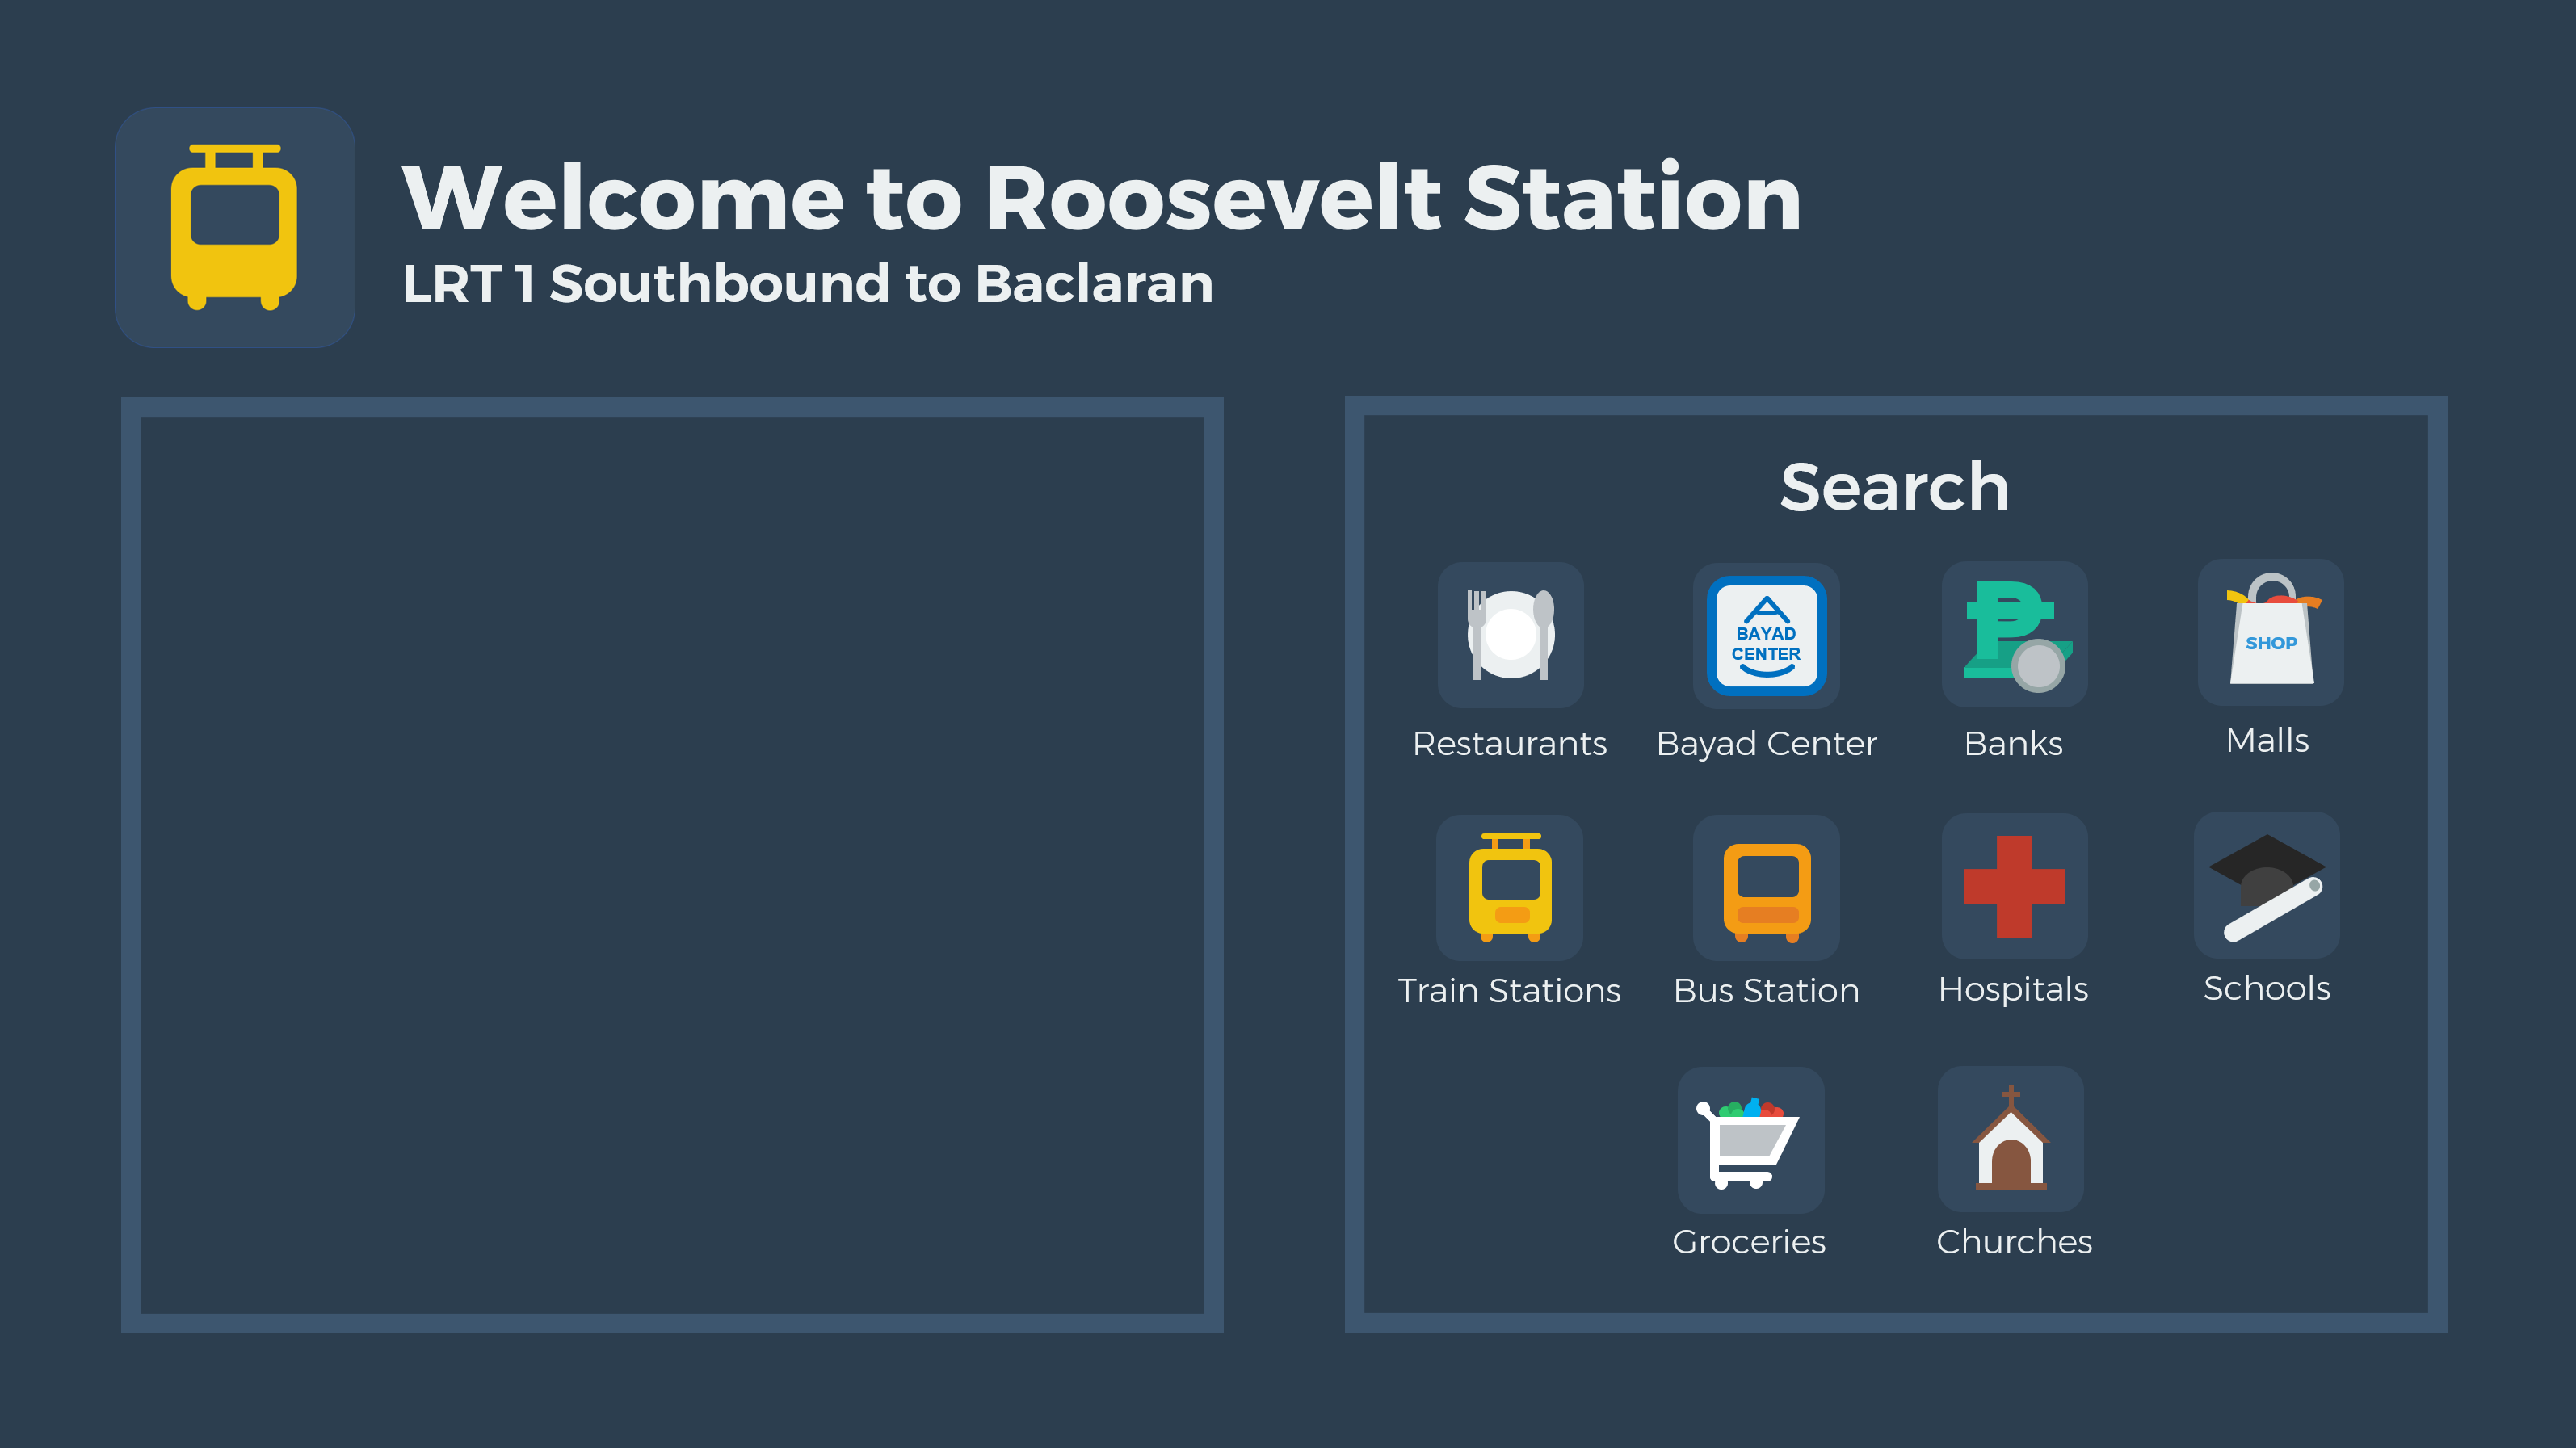 Welcome to Roosevelt Station
LRT 1 Southbound to Baclaran
Search
BAYAD
CENTER
SHOP
Restaurants
Bayad Center
Banks
Malls
Train Stations
Bus Station
Hospitals
Schools
Groceries
Churches